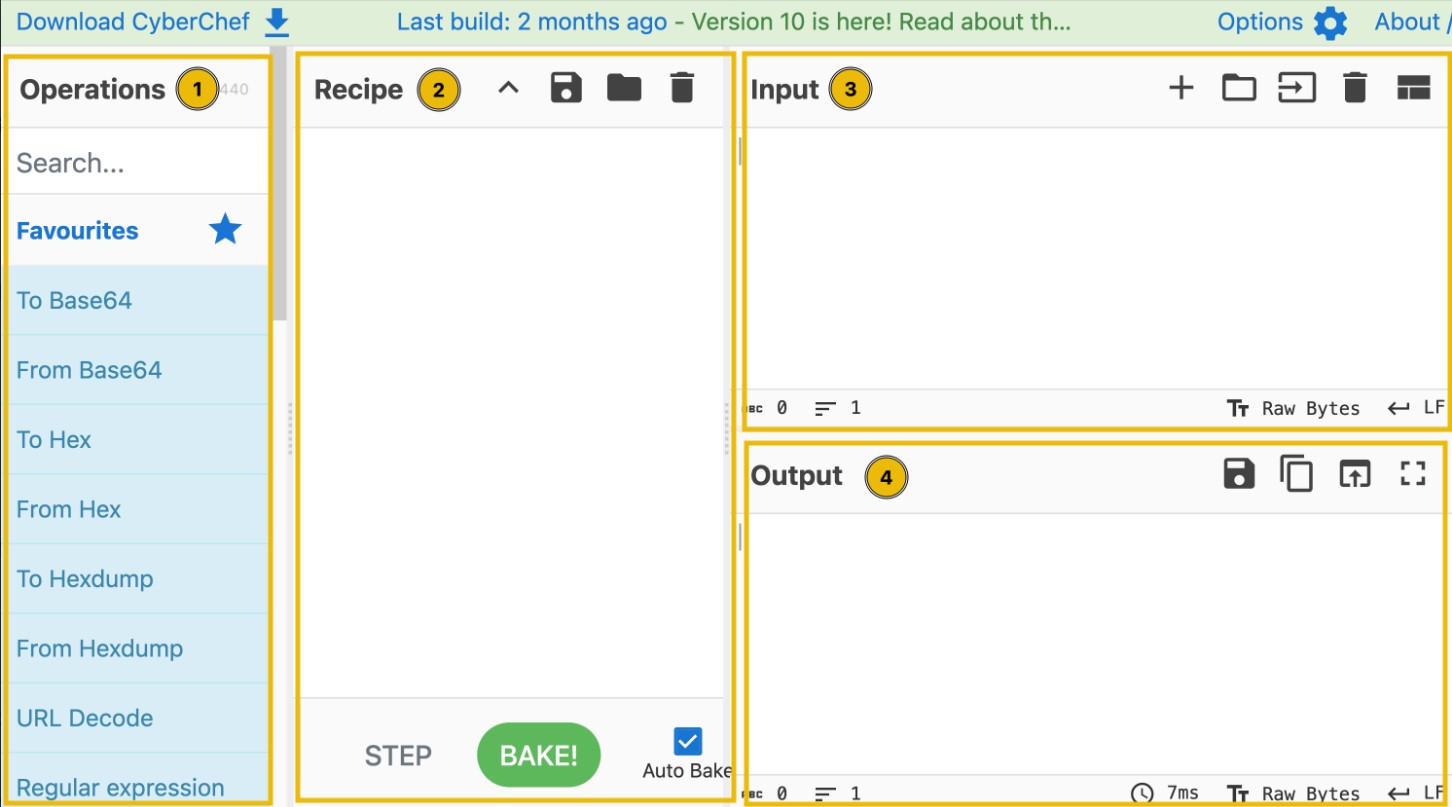 Download CyberChef
Last build: 2 months ago - Version 10 is here! Read about th...
Options
About /
Operations 1 440
Search...
Favourites
To Base64
From Base64
To Hex
From Hex
To Hexdump
From Hexdump
URL Decode
Regular expression
Recipe 2
STEP
BAKE!
Auto Bake
Input 3
ABC 0 1
Tт Raw Bytes LF
Output 4
ABC 0 1
7ms Tт Raw Bytes LF